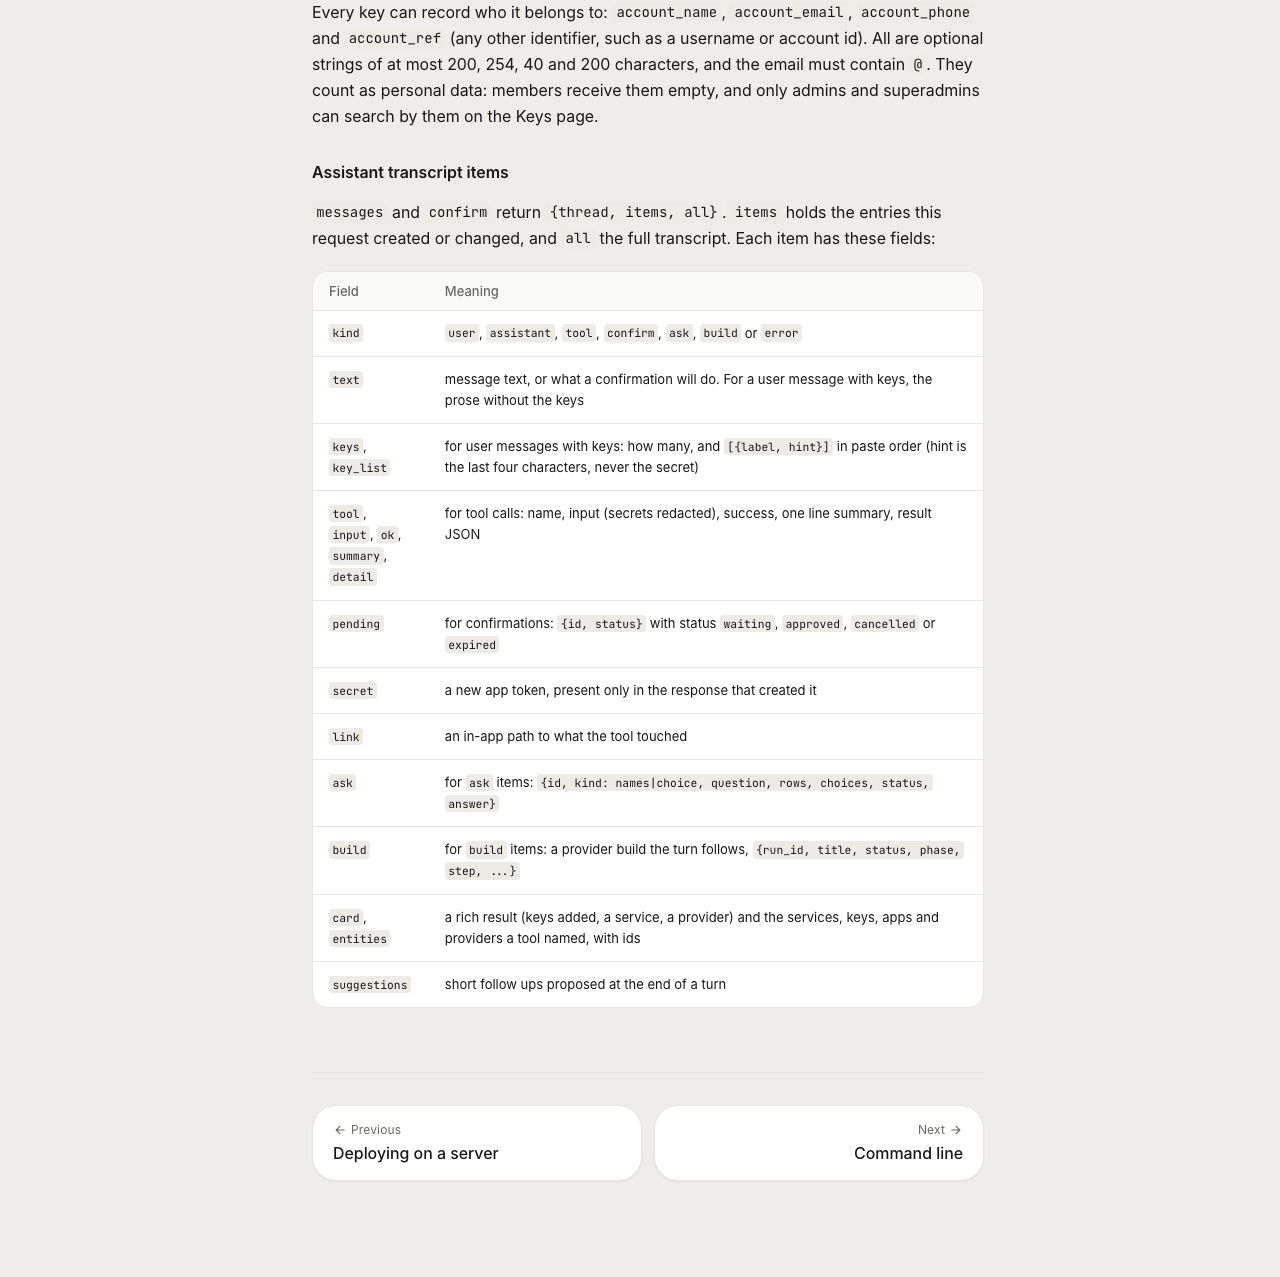 Every key can record who it belongs to: account_name, account_email, account_phone
and account_ref (any other identifier, such as a username or account id). All are optional
strings of at most 200, 254, 40 and 200 characters, and the email must contain @. They
count as personal data: members receive them empty, and only admins and superadmins
can search by them on the Keys page.
Assistant transcript items
messages and confirm return {thread, items, all}. items holds the entries this
request created or changed, and all the full transcript. Each item has these fields:
Field Meaning
kind user, assistant, tool, confirm, ask, build or error
text message text, or what a confirmation will do. For a user message with keys, the
prose without the keys
keys, for user messages with keys: how many, and [{label, hint}] in paste order (hint is
key_list the last four characters, never the secret)
tool, for tool calls: name, input (secrets redacted), success, one line summary, result
input, ok, JSON
summary,
detail
pending for confirmations: {id, status} with status waiting, approved, cancelled or
expired
secret a new app token, present only in the response that created it
link an in-app path to what the tool touched
ask for ask items: {id, kind: names|choice, question, rows, choices, status,
answer}
build for build items: a provider build the turn follows, {run_id, title, status, phase,
step, ...}
card, a rich result (keys added, a service, a provider) and the services, keys, apps and
entities providers a tool named, with ids
suggestions short follow ups proposed at the end of a turn
← Previous
Deploying on a server
Next →
Command line